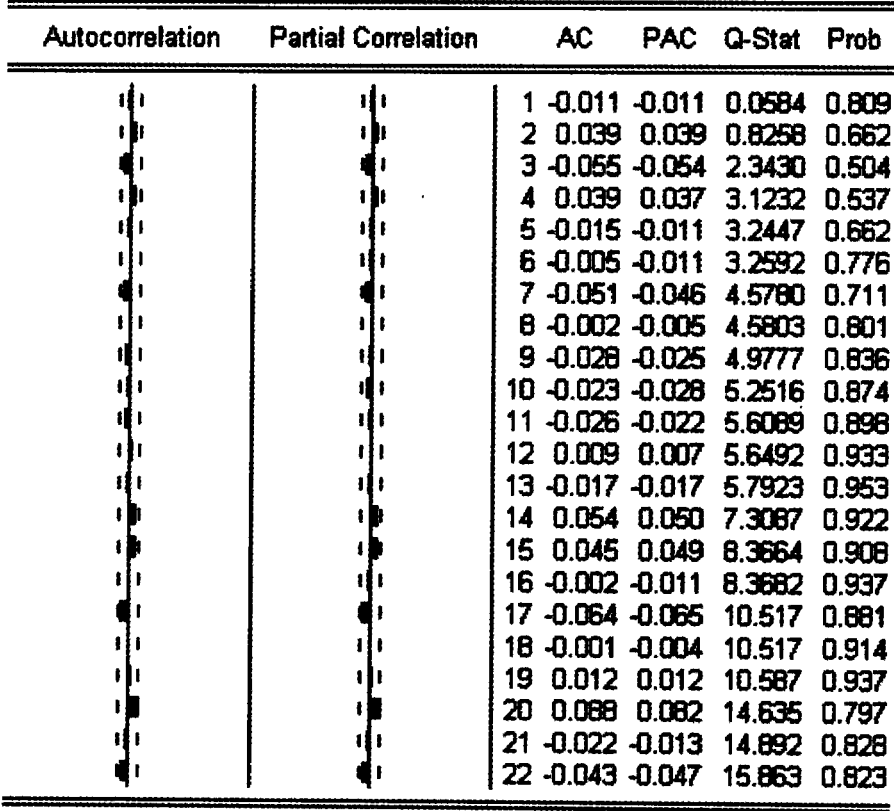 Autocorrelation Partial Correlation AC PAC Q-Stat Prob
1 -0.011 -0.011 0.0584 0.809
2 0.039 0.039 0.8258 0.662
3 -0.055 -0.054 2.3430 0.504
4 0.039 0.037 3.1232 0.537
5 -0.015 -0.011 3.2447 0.662
6 -0.005 -0.011 3.2592 0.776
7 -0.051 -0.046 4.5780 0.711
8 -0.002 -0.005 4.5803 0.801
9 -0.028 -0.025 4.9777 0.836
10 -0.023 -0.028 5.2516 0.874
11 -0.026 -0.022 5.6089 0.898
12 0.009 0.007 5.6492 0.933
13 -0.017 -0.017 5.7923 0.953
14 0.054 0.050 7.3087 0.922
15 0.045 0.049 8.3664 0.908
16 -0.002 -0.011 8.3682 0.937
17 -0.064 -0.065 10.517 0.881
18 -0.001 -0.004 10.517 0.914
19 0.012 0.012 10.587 0.937
20 0.088 0.082 14.635 0.797
21 -0.022 -0.013 14.892 0.828
22 -0.043 -0.047 15.863 0.823